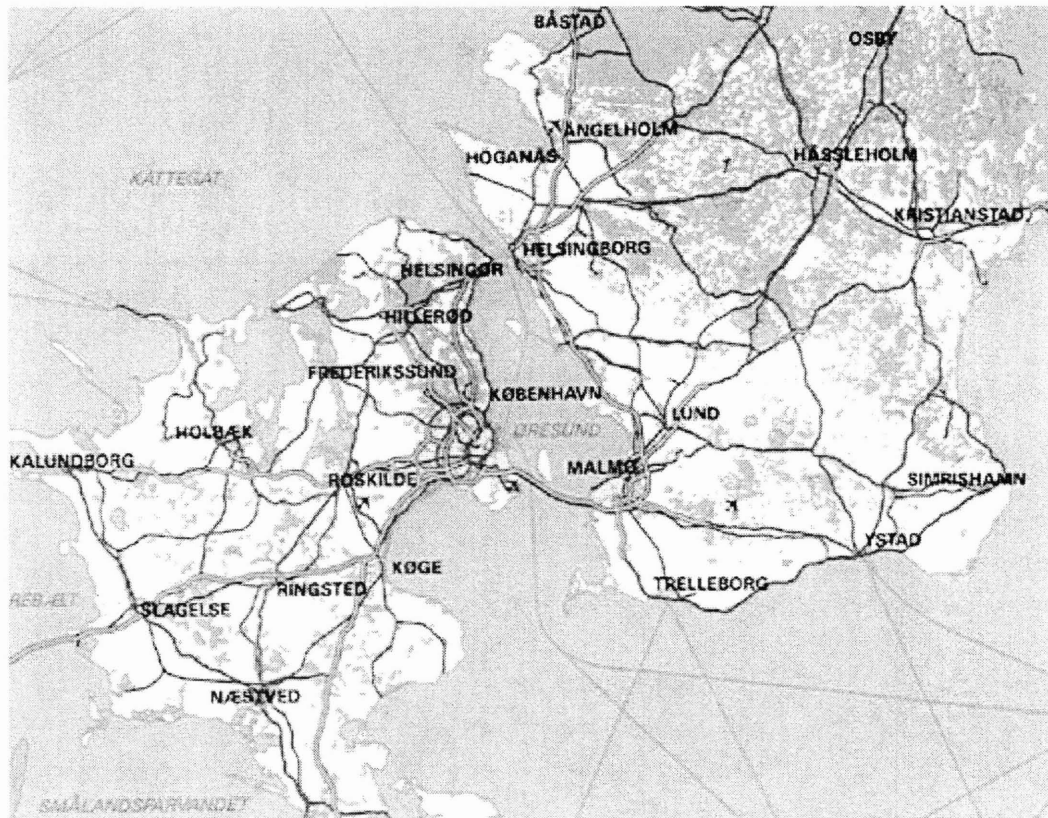 BÅSTAD
OSBY
ÄNGELHOLM
HÖGANÄS
HÄSSLEHOLM
KATTEGAT
KRISTIANSTAD
HELSINGBORG
HELSINGØR
HILLERØD
FREDERIKSSUND
KØBENHAVN
LUND
HOLBÆK
ØRESUND
KALUNDBORG
MALMØ
ROSKILDE
SIMRISHAMN
YSTAD
KØGE
RINGSTED
TRELLEBORG
REBÆLT
SLAGELSE
NÆSTVED
SMÅLANDSFARVANDET